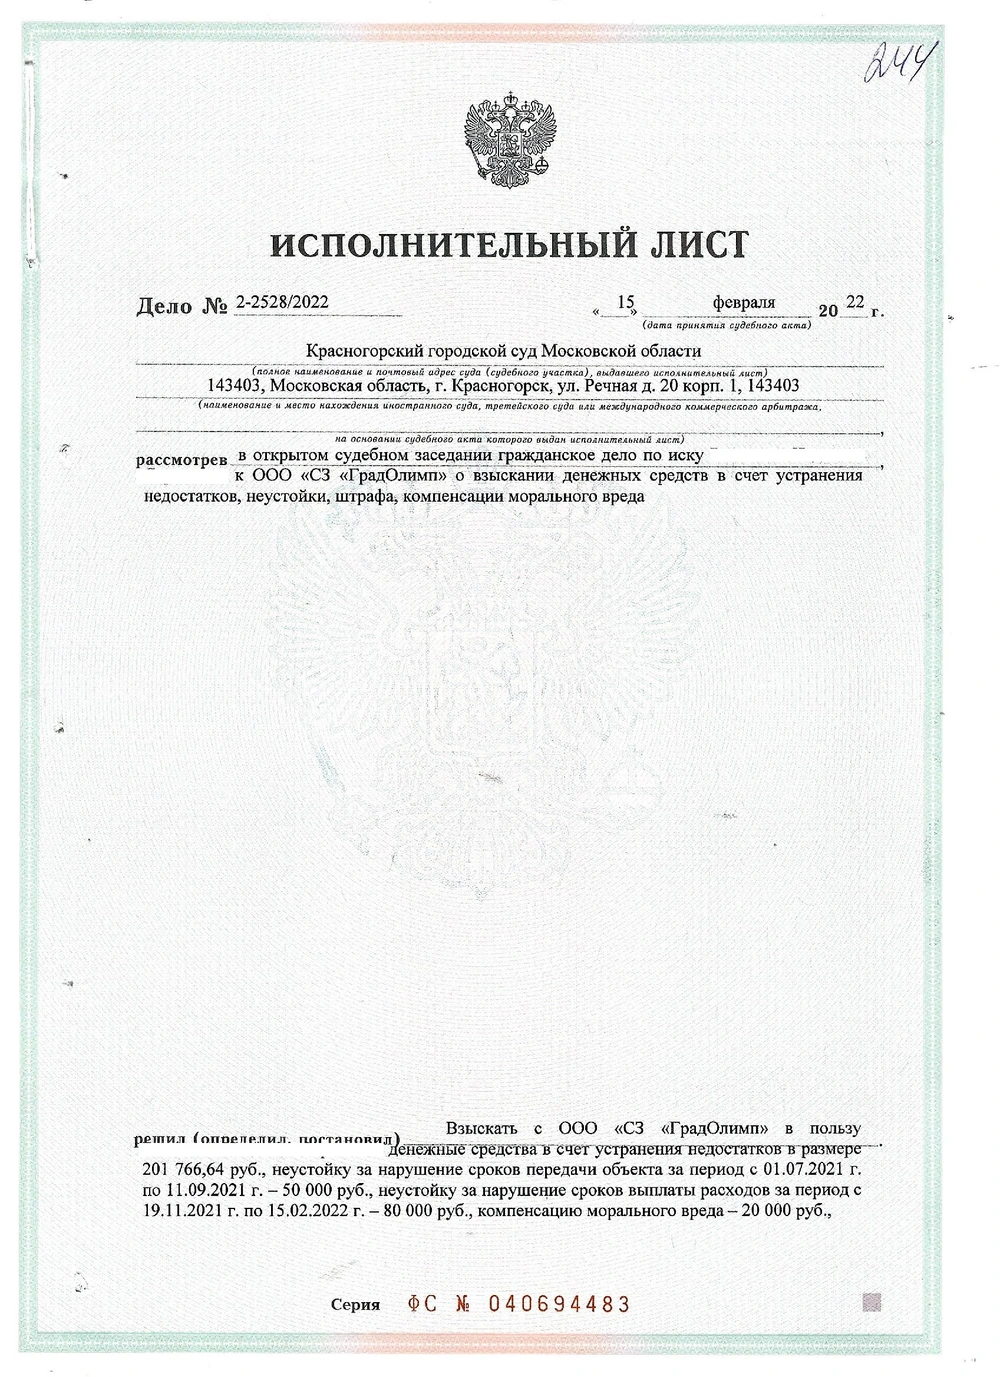 244
ИСПОЛНИТЕЛЬНЫЙ ЛИСТ
Дело № 2-2528/2022 « 15 » февраля 20 22 г.
(дата принятия судебного акта)
Красногорский городской суд Московской области
(полное наименование и почтовый адрес суда (судебного участка), выдавшего исполнительный лист)
143403, Московская область, г. Красногорск, ул. Речная д. 20 корп. 1, 143403
(наименование и место нахождения иностранного суда, третейского суда или международного коммерческого арбитража,
,
на основании судебного акта которого выдан исполнительный лист)
рассмотрев в открытом судебном заседании гражданское дело по иску ,
к ООО «СЗ «ГрадОлимп» о взыскании денежных средств в счет устранения
недостатков, неустойки, штрафа, компенсации морального вреда
Взыскать с ООО «СЗ «ГрадОлимп» в пользу
решил (определил, постановил) .
денежные средства в счет устранения недостатков в размере
201 766,64 руб., неустойку за нарушение сроков передачи объекта за период с 01.07.2021 г.
по 11.09.2021 г. – 50 000 руб., неустойку за нарушение сроков выплаты расходов за период с
19.11.2021 г. по 15.02.2022 г. – 80 000 руб., компенсацию морального вреда – 20 000 руб.,
Серия ФС № 040694483